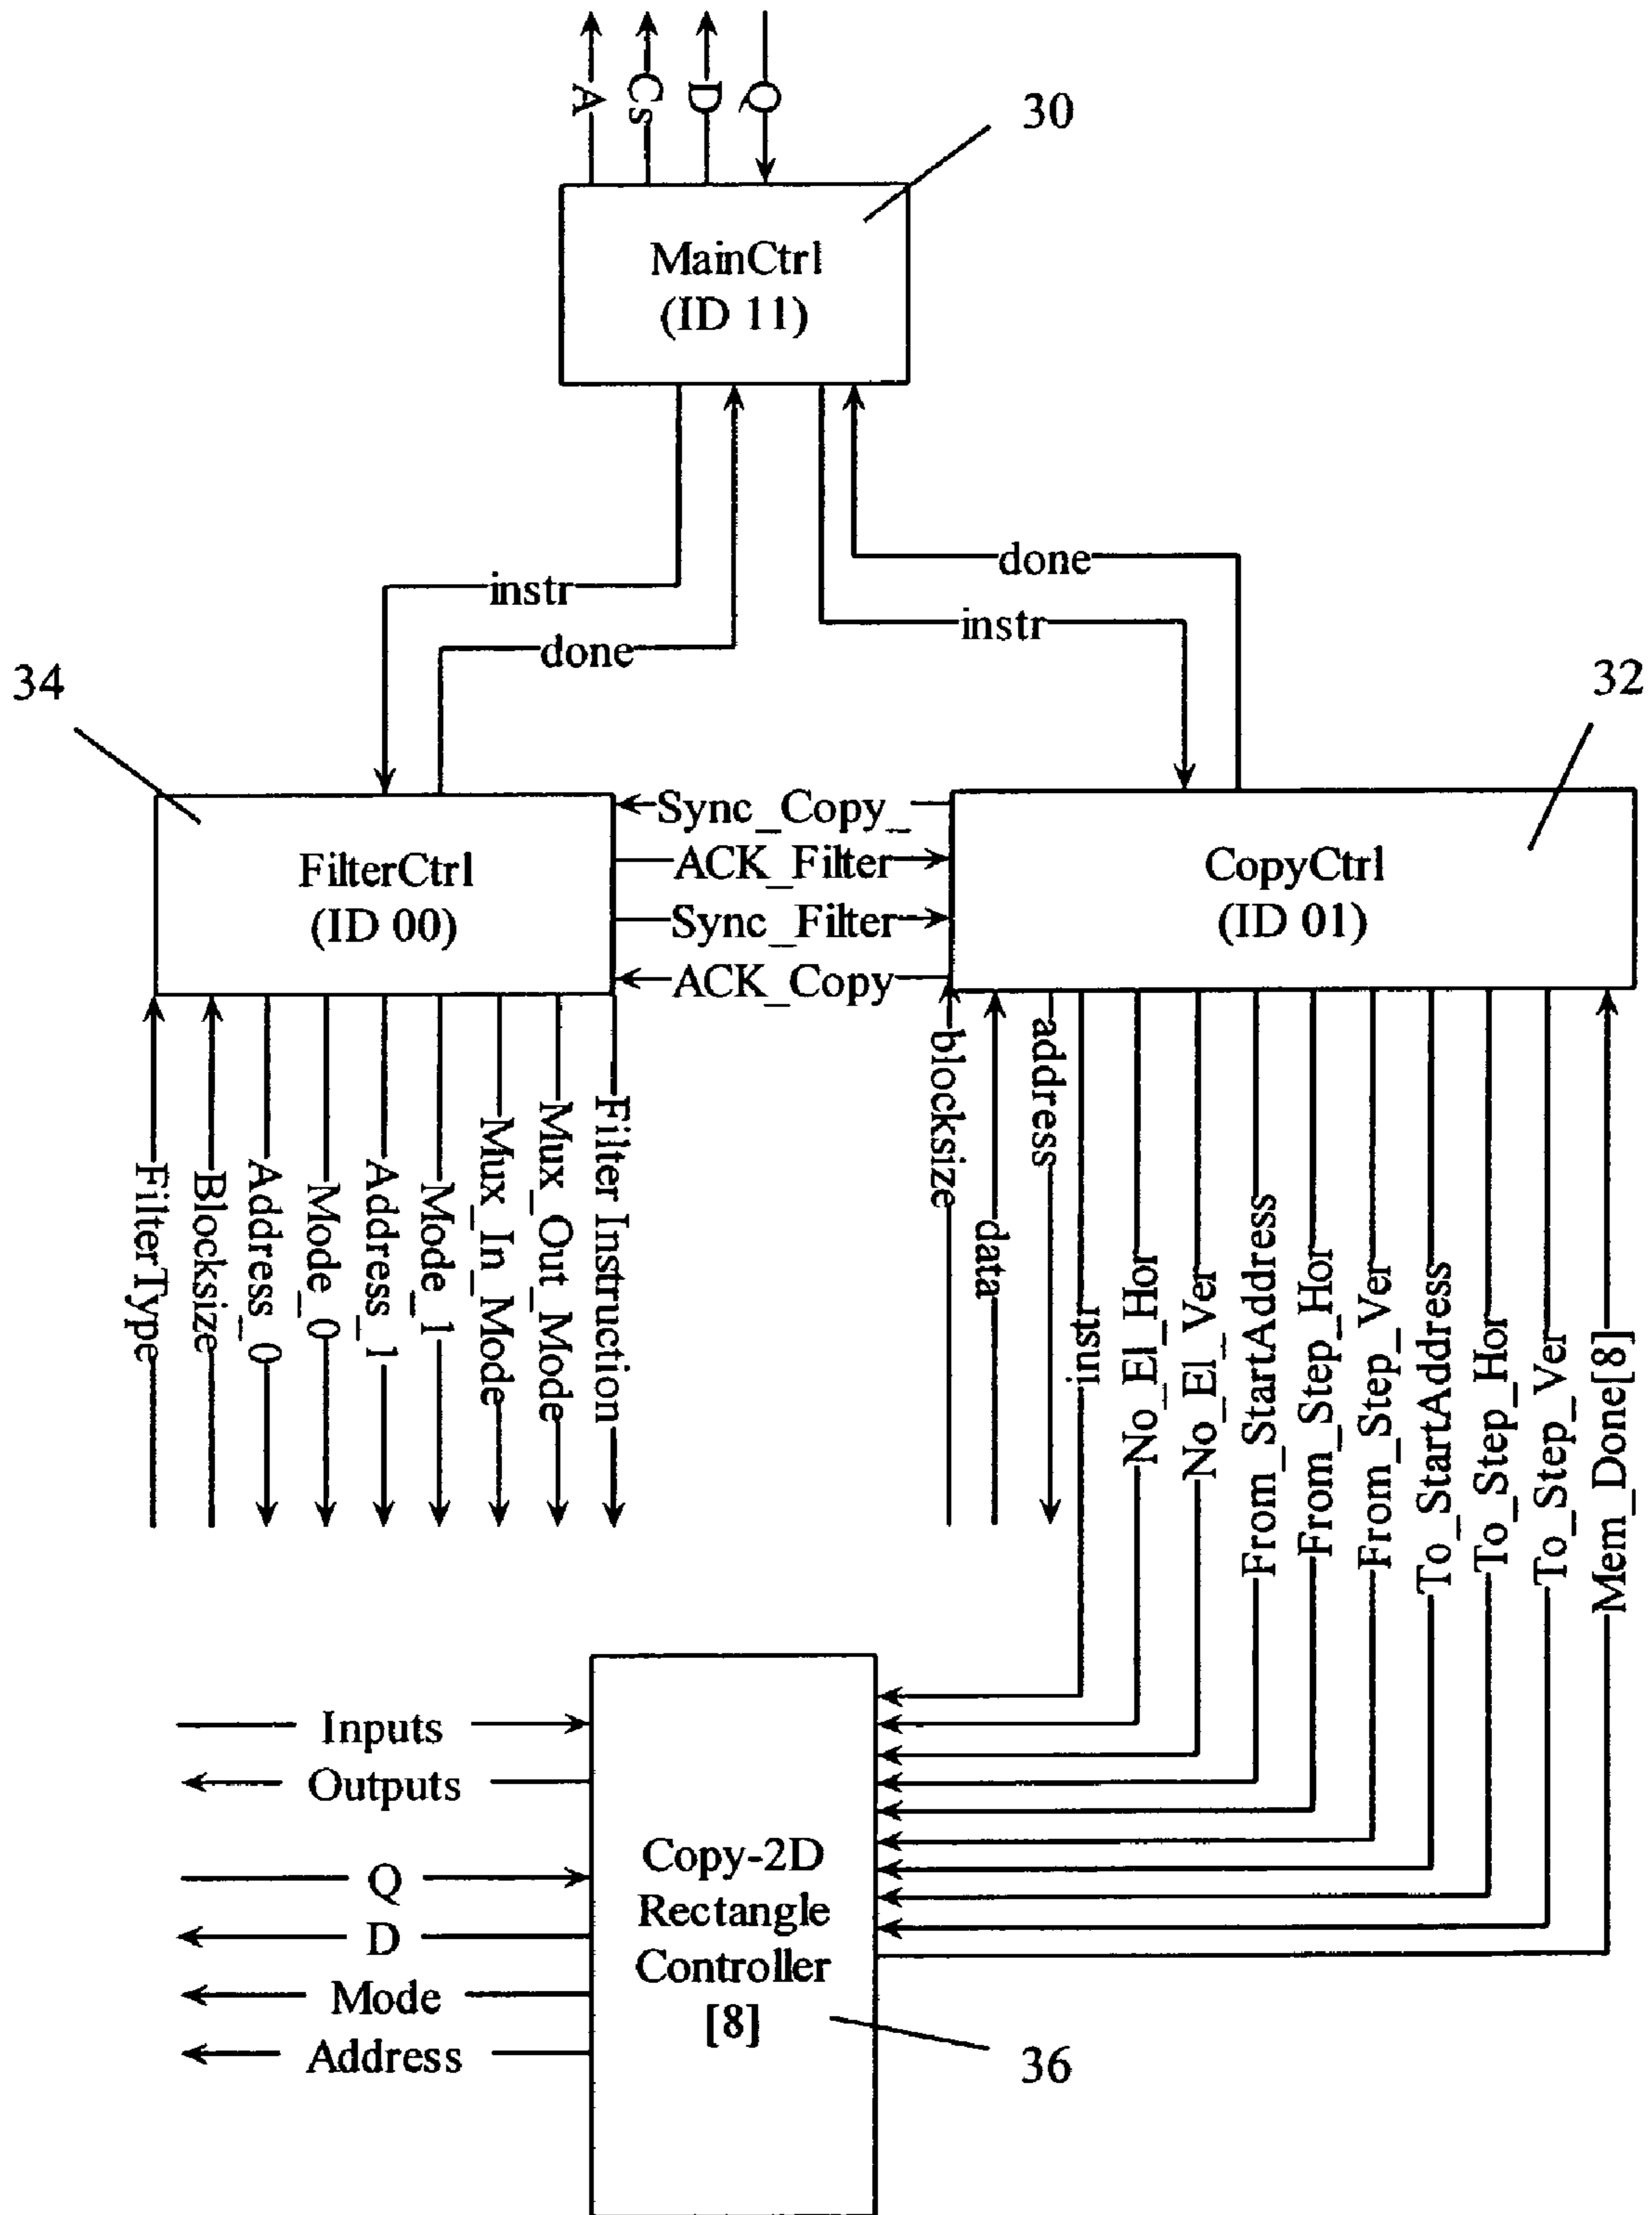 A
Cs
D
Q
30
MainCtrl
(ID 11)
done
instr
instr
done
34
32
Sync_Copy_
ACK_Filter
Sync_Filter
ACK_Copy
FilterCtrl
(ID 00)
CopyCtrl
(ID 01)
FilterType
Blocksize
Address_0
Mode_0
Address_1
Mode_1
Mux_In_Mode
Mux_Out_Mode
Filter Instruction
blocksize
data
address
instr
No_El_Hor
No_El_Ver
From_StartAddress
From_Step_Hor
From_Step_Ver
To_StartAddress
To_Step_Hor
To_Step_Ver
Mem_Done[8]
Inputs
Outputs
Q
D
Mode
Address
Copy-2D
Rectangle
Controller
[8]
36